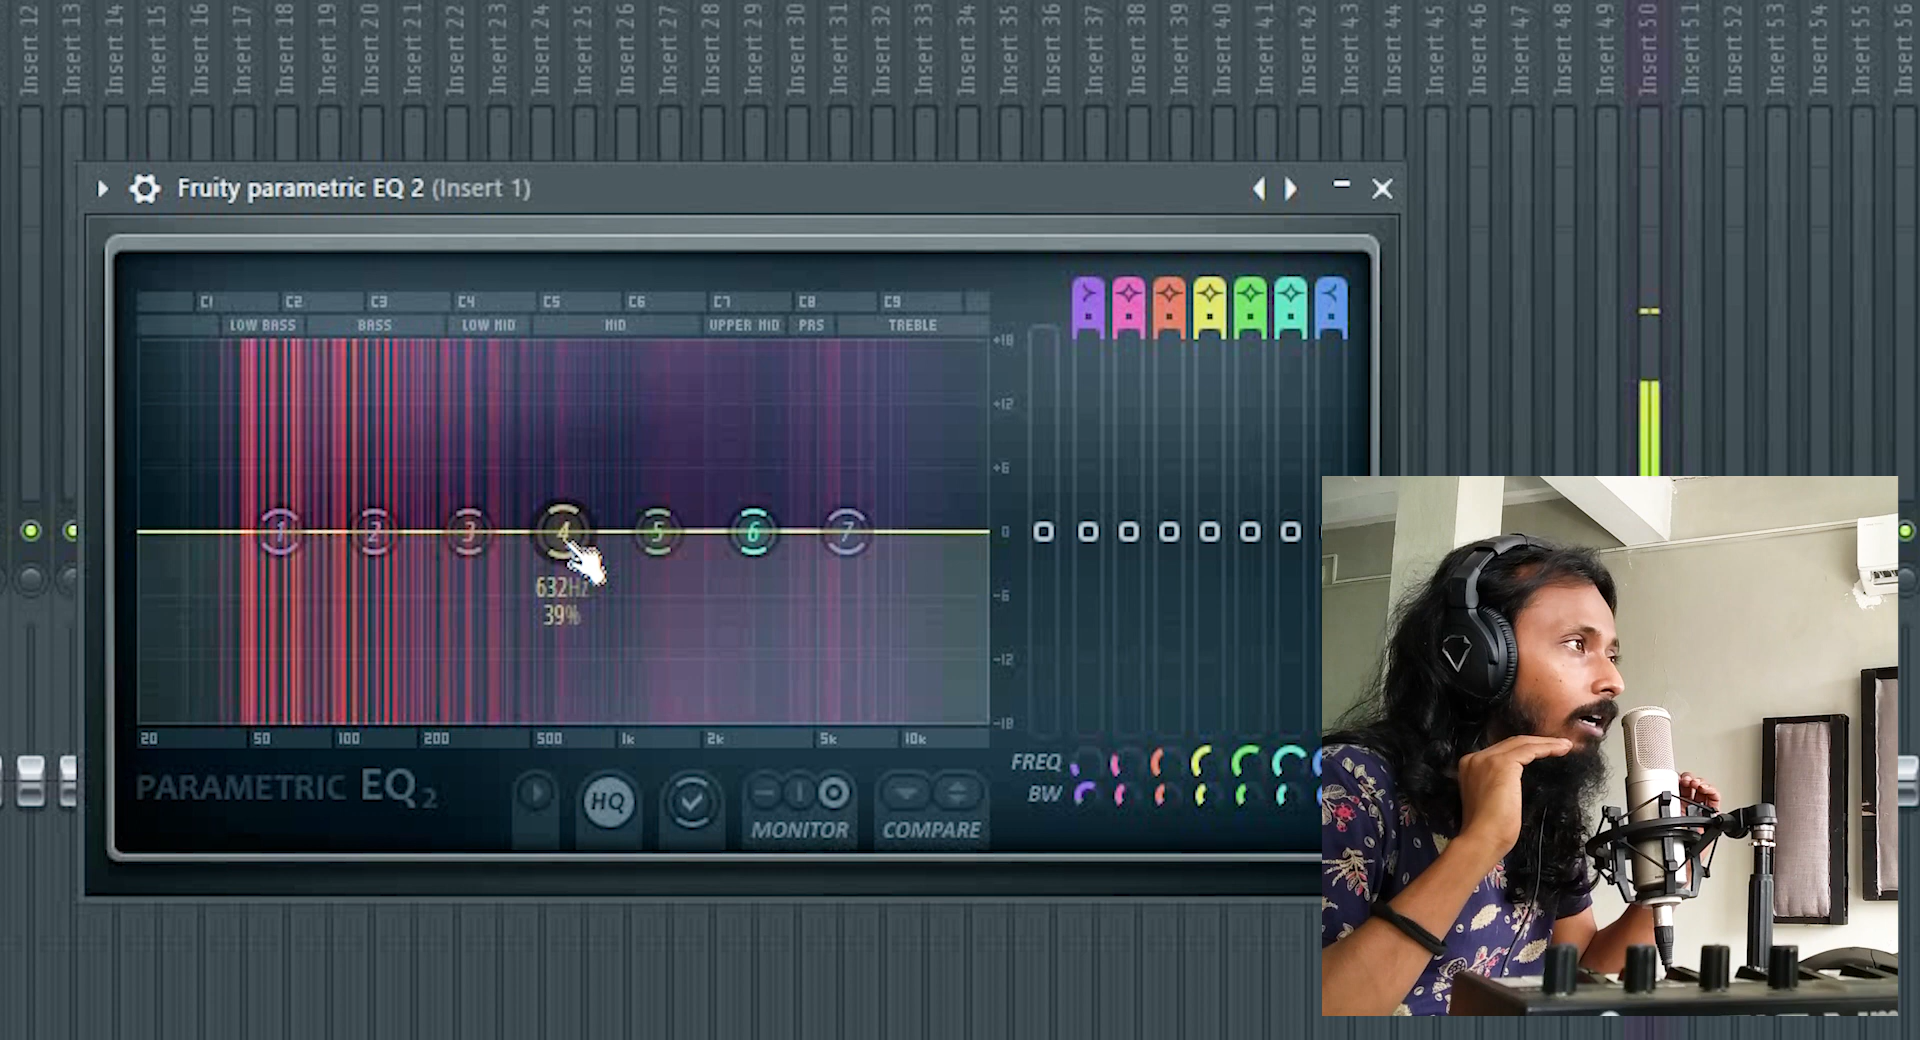 Insert 12 Insert 13 Insert 14 Insert 15 Insert 16 Insert 17 Insert 18 Insert 19 Insert 20 Insert 21 Insert 22 Insert 23 Insert 24 Insert 25 Insert 26 Insert 27 Insert 28 Insert 29 Insert 30 Insert 31 Insert 32 Insert 33 Insert 34 Insert 35 Insert 36 Insert 37 Insert 38 Insert 39 Insert 40 Insert 41 Insert 42 Insert 43 Insert 44 Insert 45 Insert 46 Insert 47 Insert 48 Insert 49 Insert 50 Insert 51 Insert 52 Insert 53 Insert 54 Insert 55 Insert 56
Fruity parametric EQ 2 (Insert 1)
C1 C2 C3 C4 C5 C6 C7 C8 C9
LOW BASS BASS LOW MID MID UPPER MID PRS TREBLE
+18
+12
+6
1 2 3 4 5 6 7 0
632Hz -6
39%
-12
-18
20 50 100 200 500 1k 2k 5k 10k
FREQ
PARAMETRIC EQ 2 HQ BW
MONITOR COMPARE